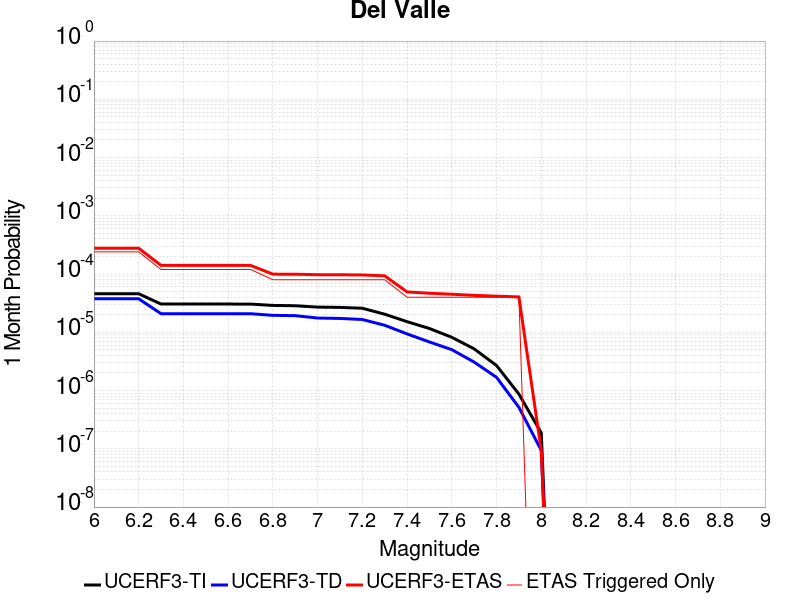 Del Valle
10^0
10^-1
10^-2
10^-3
10^-4
10^-5
10^-6
10^-7
10^-8
1 Month Probability
6 6.2 6.4 6.6 6.8 7 7.2 7.4 7.6 7.8 8 8.2 8.4 8.6 8.8 9
Magnitude
UCERF3-TI UCERF3-TD UCERF3-ETAS ETAS Triggered Only